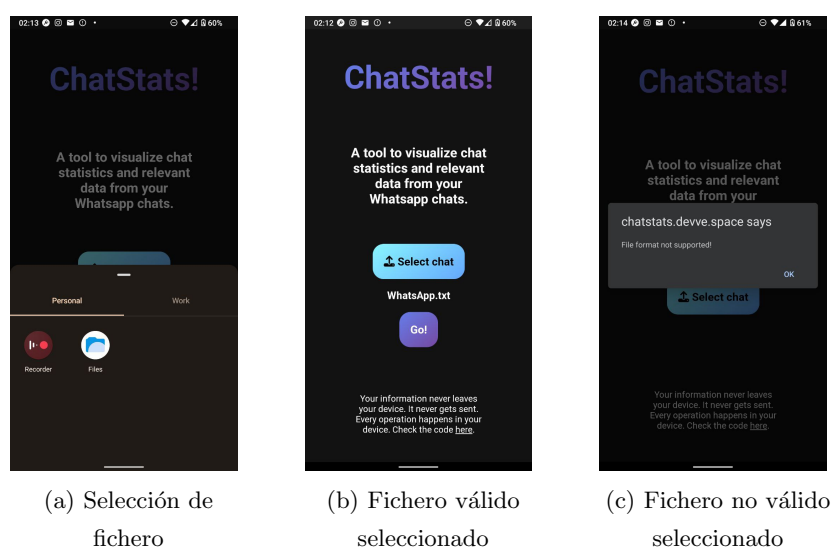 02:13
60%
ChatStats!
A tool to visualize chat
statistics and relevant
data from your
Whatsapp chats.
Personal
Work
Recorder
Files
(a) Selección de
fichero
02:12
60%
ChatStats!
A tool to visualize chat
statistics and relevant
data from your
Whatsapp chats.
Select chat
WhatsApp.txt
Go!
Your information never leaves
your device. It never gets sent.
Every operation happens in your
device. Check the code here.
(b) Fichero válido
seleccionado
02:14
61%
ChatStats!
A tool to visualize chat
statistics and relevant
data from your
chatstats.devve.space says
File format not supported!
OK
Select chat
Your information never leaves
your device. It never gets sent.
Every operation happens in your
device. Check the code here.
(c) Fichero no válido
seleccionado